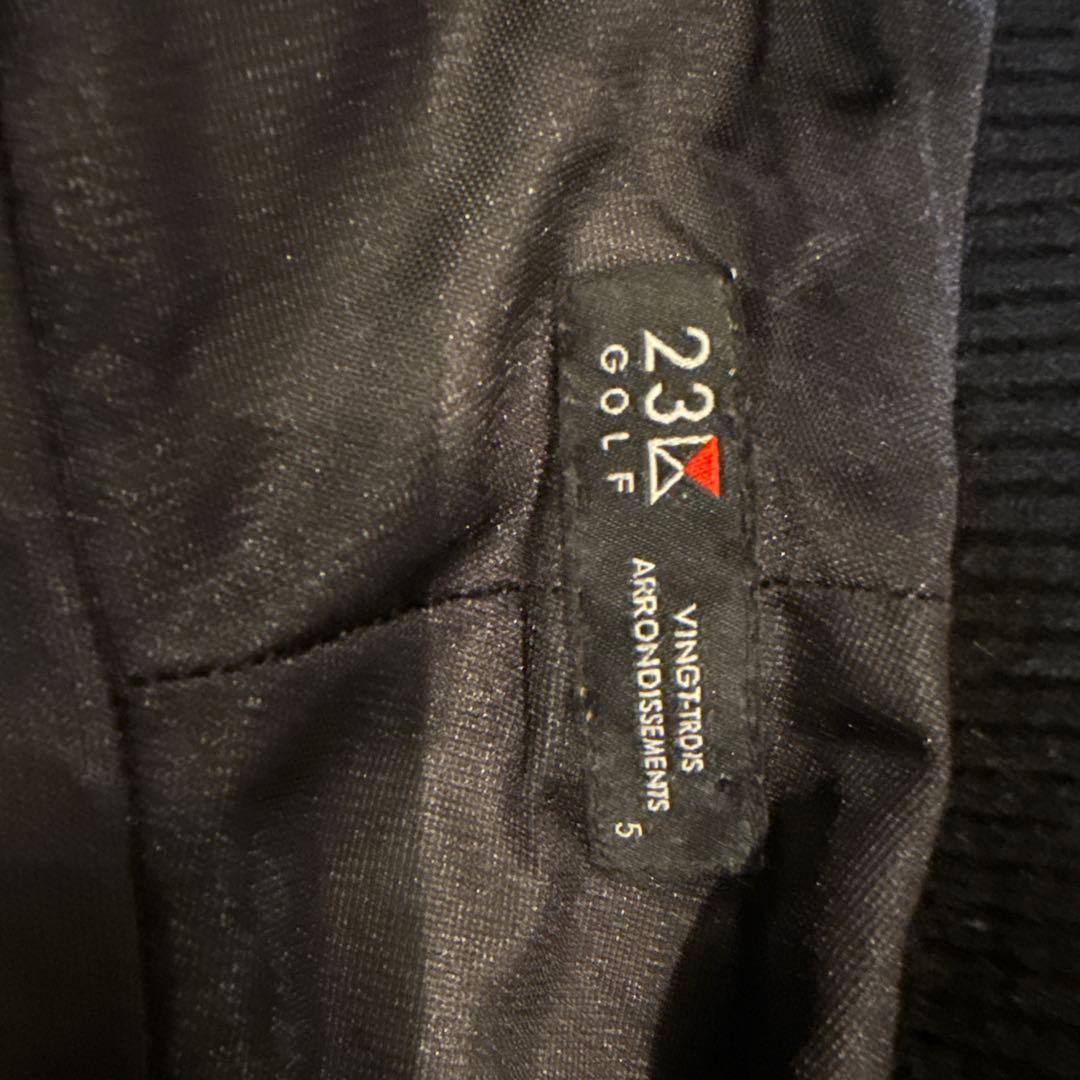 23
GOLF
VINGT-TROIS
ARRONDISSEMENTS
5